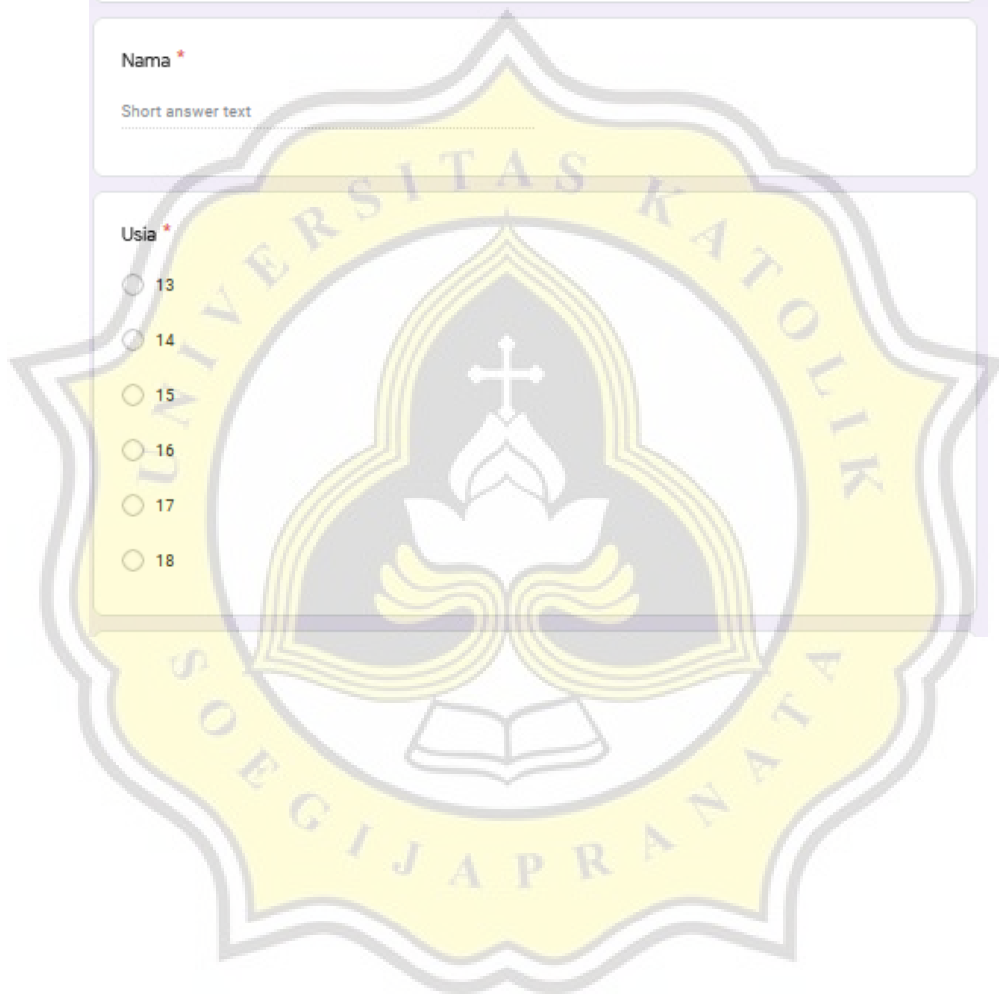 Nama *
Short answer text
Usia *
13
14
15
16
17
18
UNIVERSITAS KATOLIK
SOEGIJAPRANATA